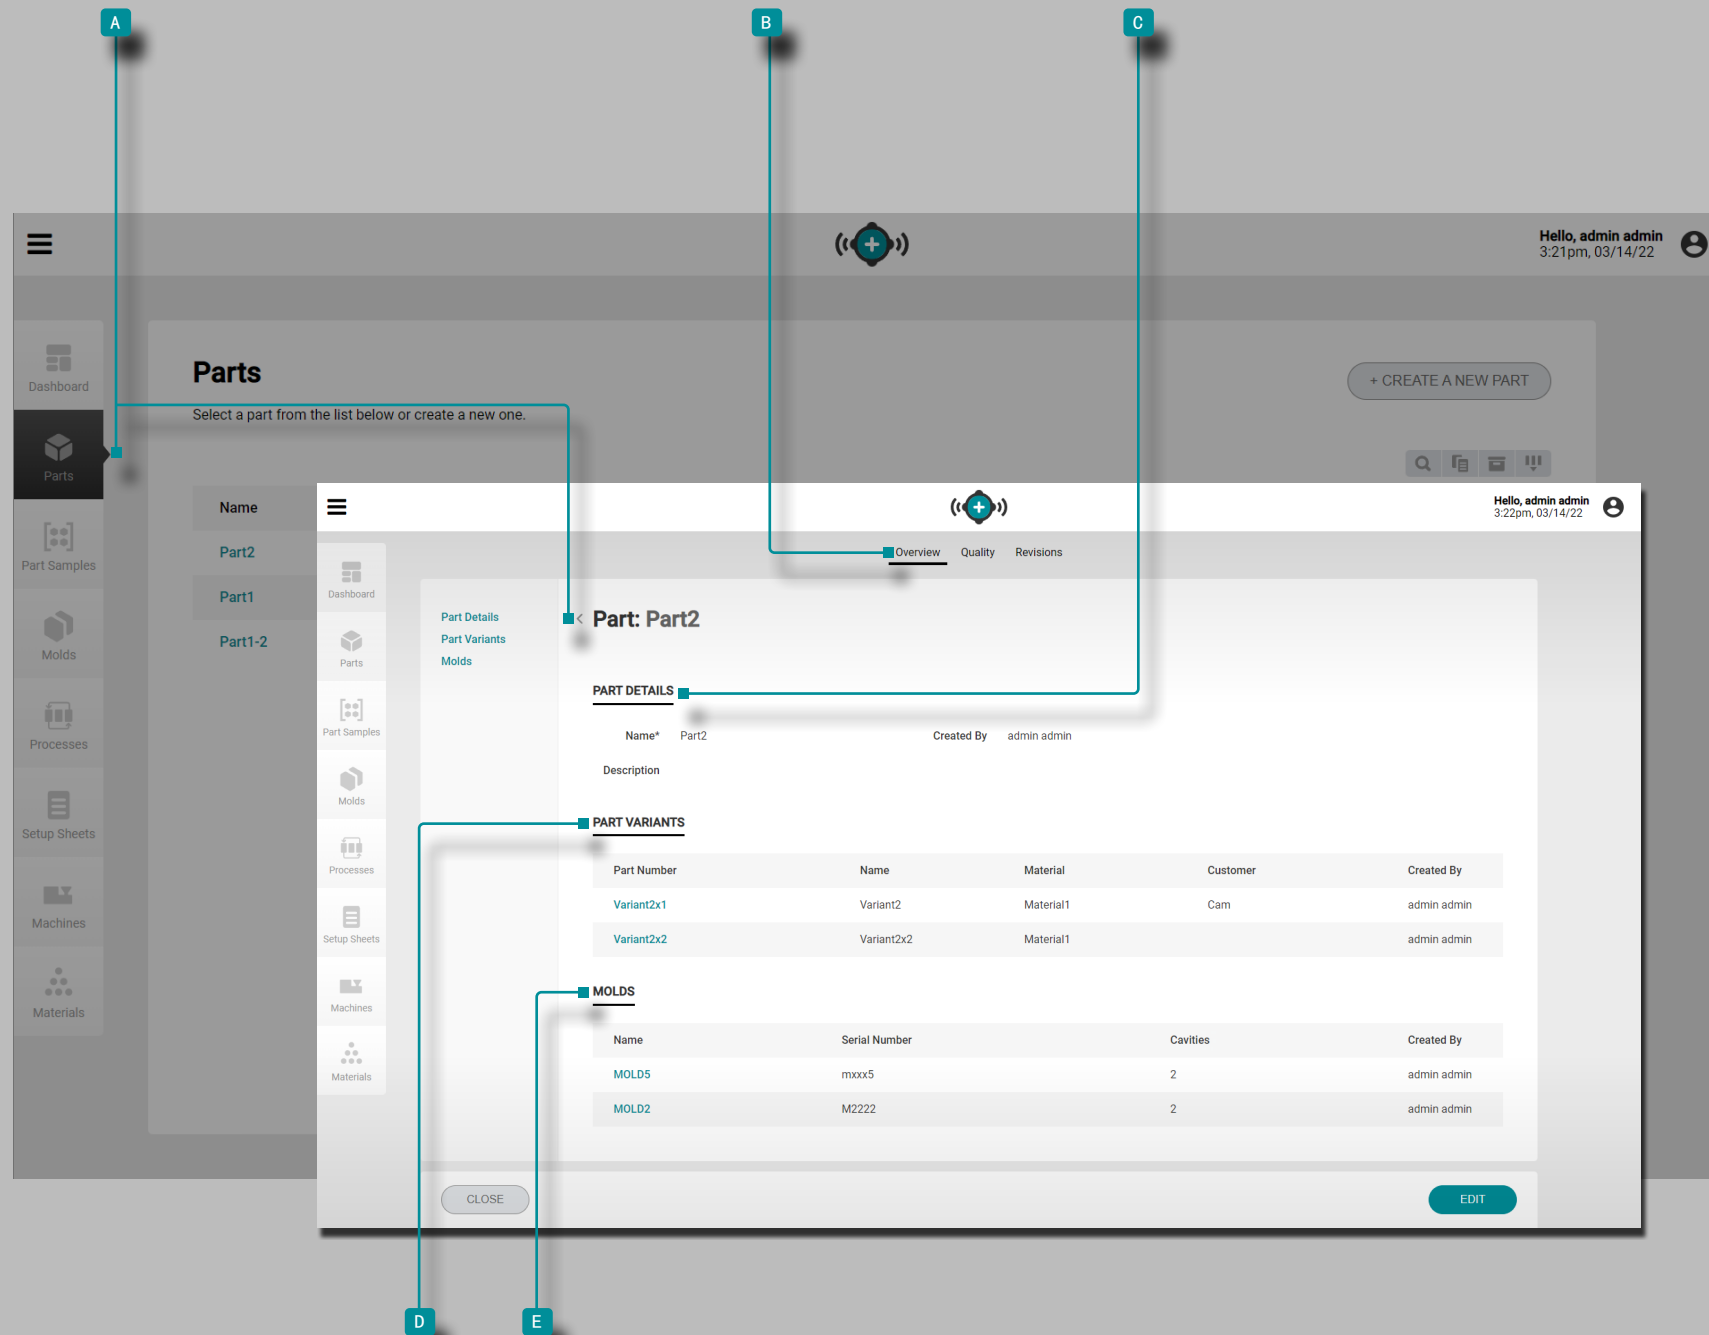 A
B
C
Hello, admin admin
3:21pm, 03/14/22
Dashboard
Parts
Part Samples
Molds
Processes
Setup Sheets
Machines
Materials
Parts
+ CREATE A NEW PART
Select a part from the list below or create a new one.
Name
Part2
Part1
Part1-2
Hello, admin admin
3:22pm, 03/14/22
Overview Quality Revisions
Dashboard
Parts
Part Samples
Molds
Processes
Setup Sheets
Machines
Materials
Part Details
Part Variants
Molds
< Part: Part2
PART DETAILS
Name* Part2 Created By admin admin
Description
PART VARIANTS
Part Number Name Material Customer Created By
Variant2x1 Variant2 Material1 Cam admin admin
Variant2x2 Variant2x2 Material1 admin admin
MOLDS
Name Serial Number Cavities Created By
MOLD5 mxxx5 2 admin admin
MOLD2 M2222 2 admin admin
CLOSE
EDIT
D
E